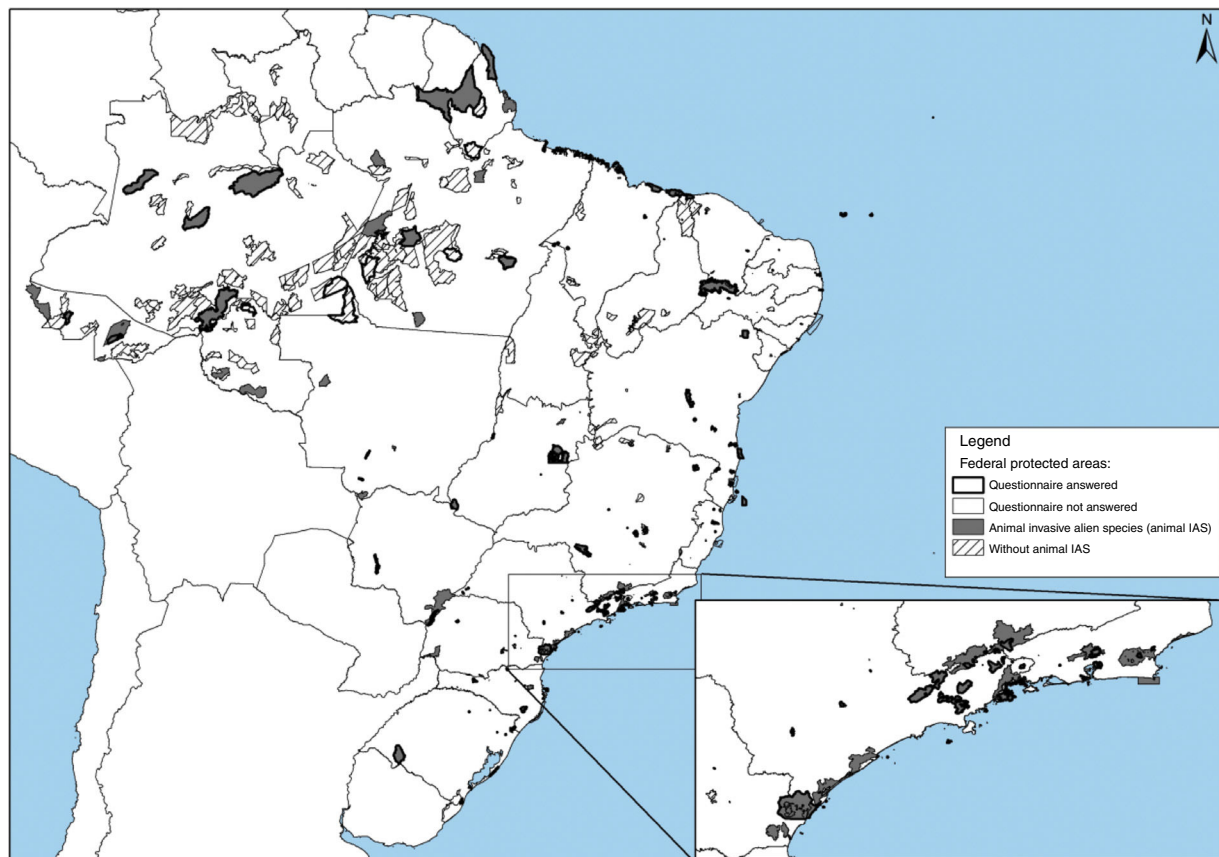 N
Legend
Federal protected areas:
Questionnaire answered
Questionnaire not answered
Animal invasive alien species (animal IAS)
Without animal IAS